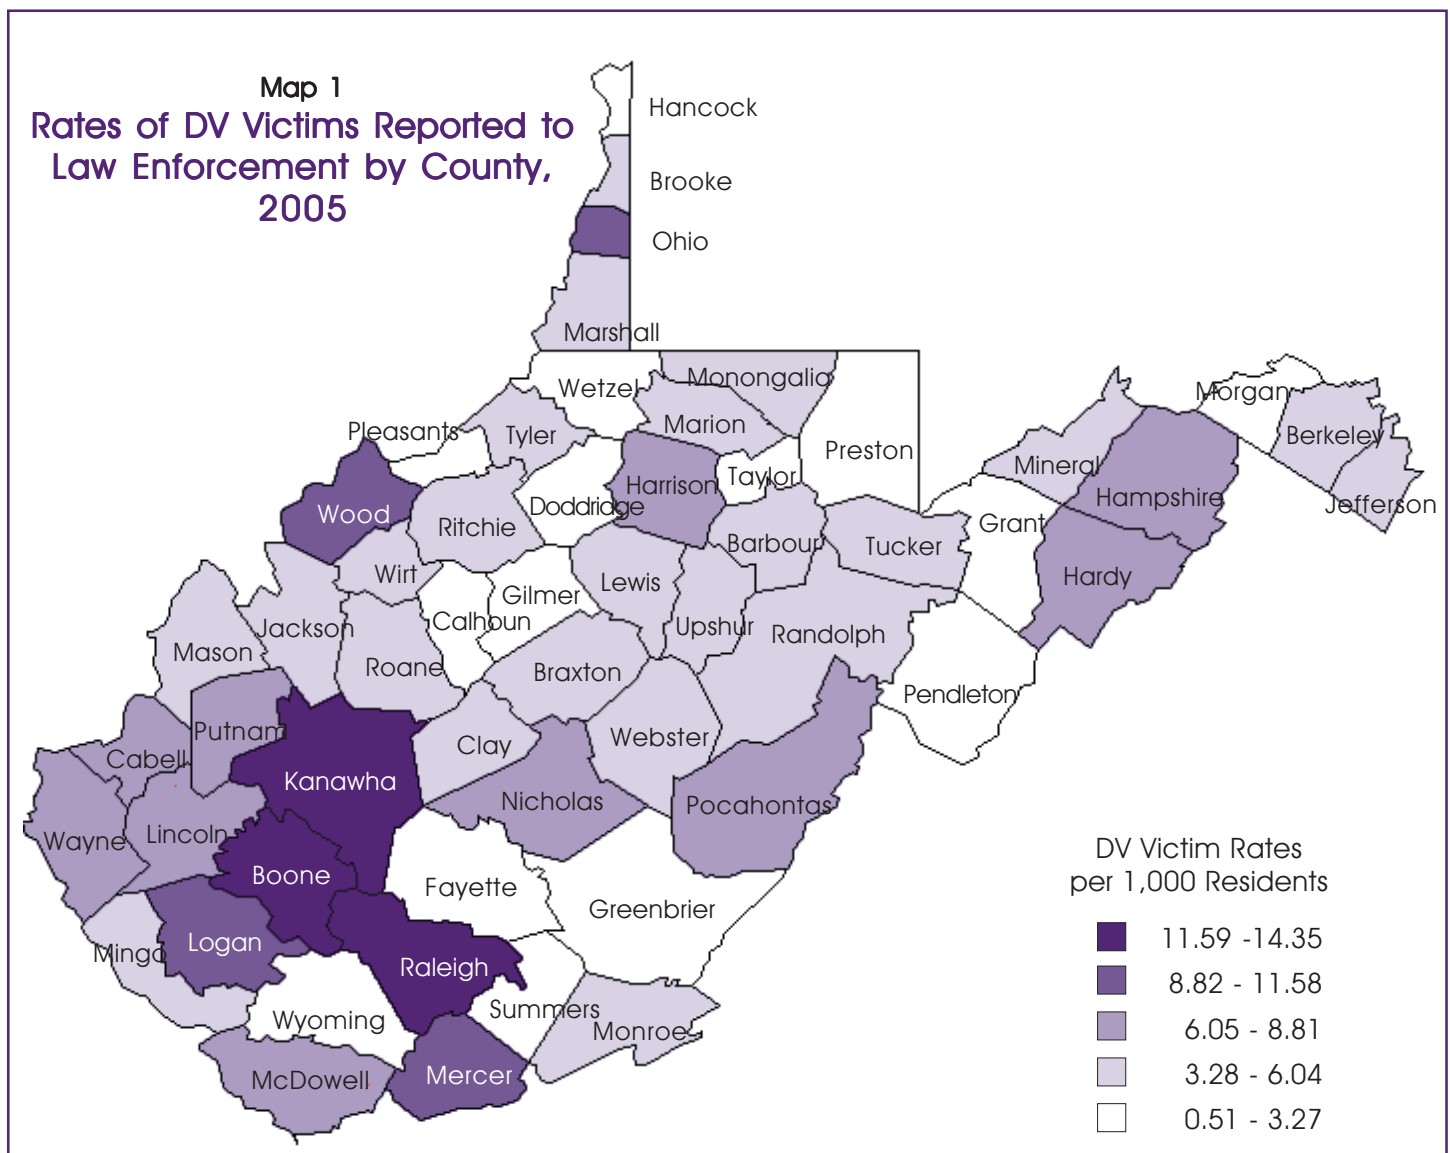 Map 1
Rates of DV Victims Reported to
Law Enforcement by County,
2005
Hancock
Brooke
Ohio
Marshall
Wetzel
Monongalia
Morgan
Marion
Pleasants
Tyler
Berkeley
Preston
Mineral
Taylor
Harrison
Hampshire
Jefferson
Doddridge
Wood
Ritchie
Grant
Barbour
Tucker
Wirt
Hardy
Lewis
Gilmer
Calhoun
Jackson
Upshur
Randolph
Mason
Roane
Braxton
Pendleton
Putnam
Webster
Clay
Cabell
Kanawha
Nicholas
Pocahontas
Lincoln
Wayne
Boone
Fayette
Greenbrier
Logan
Mingo
Raleigh
Summers
Wyoming
Monroe
Mercer
McDowell
DV Victim Rates
per 1,000 Residents
11.59 -14.35
8.82 - 11.58
6.05 - 8.81
3.28 - 6.04
0.51 - 3.27